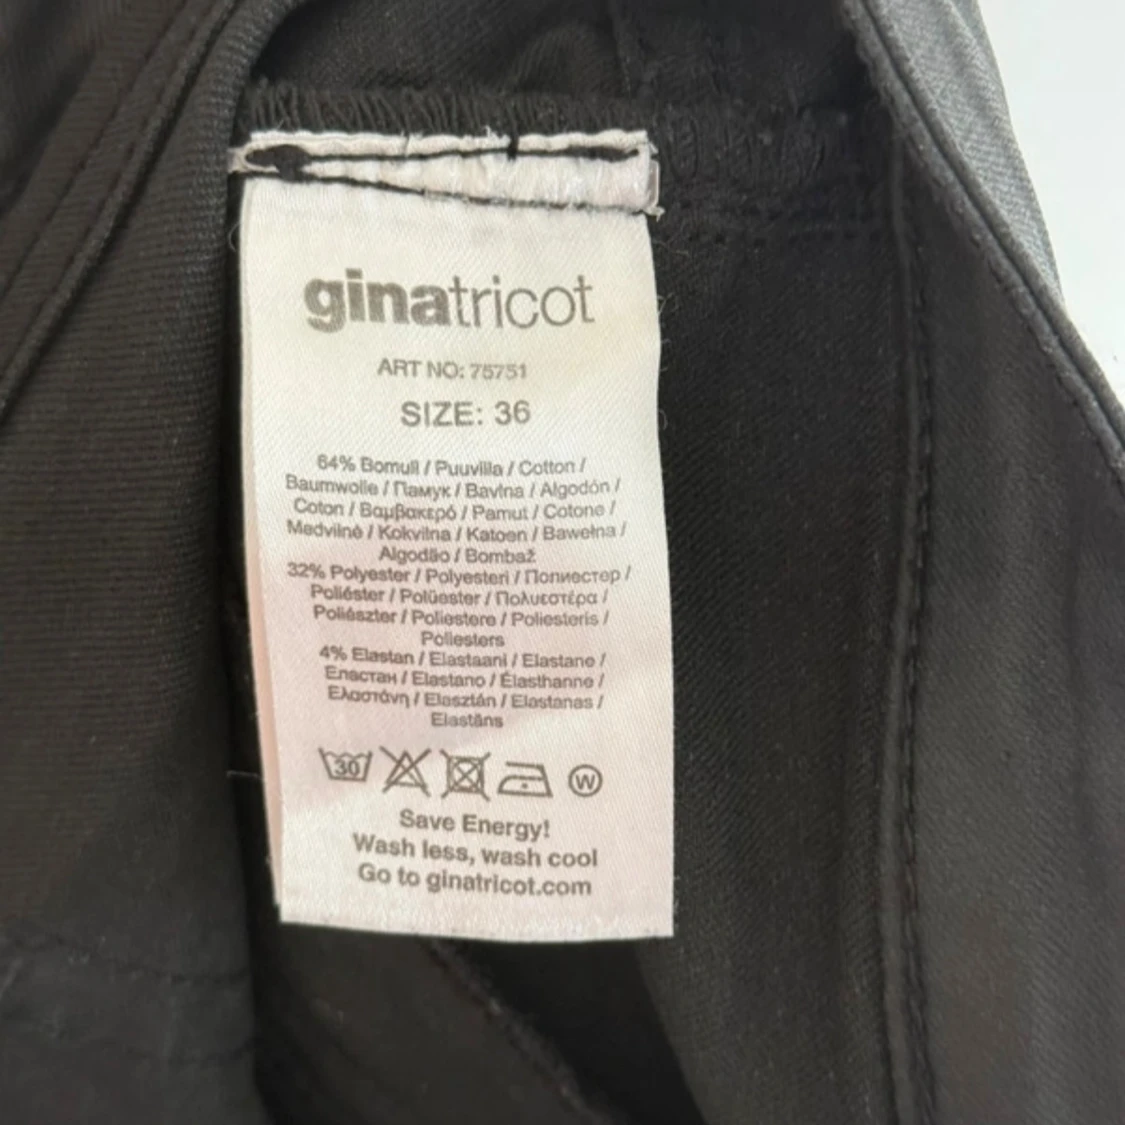 ginatricot
ART NO: 75751
SIZE: 36
64% Bomull / Puuvilla / Cotton /
Baumwolle / Памук / Bavlna / Algodón /
Coton / Βαμβακερό / Pamut / Cotone /
Medvilnė / Kokvilna / Katoen / Bawełna /
Algodão / Bombaž
32% Polyester / Polyesteri / Полиестер /
Poliéster / Polüester / Πολυεστέρα /
Poliészter / Poliestere / Poliesteris /
Poliesters
4% Elastan / Elastaani / Elastane /
Еластан / Elastano / Élasthanne /
Ελαστάνη / Elasztán / Elastanas /
Elastāns
30
W
Save Energy!
Wash less, wash cool
Go to ginatricot.com